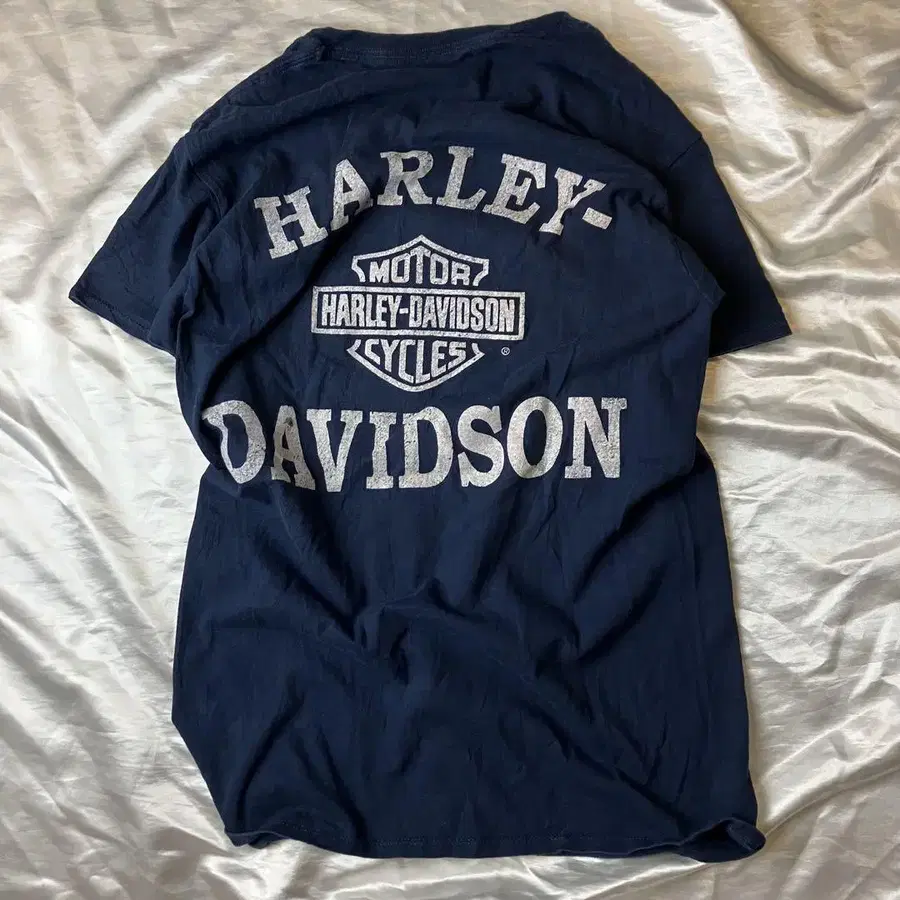 HARLEY-
MOTOR
HARLEY-DAVIDSON
CYCLES
®
DAVIDSON